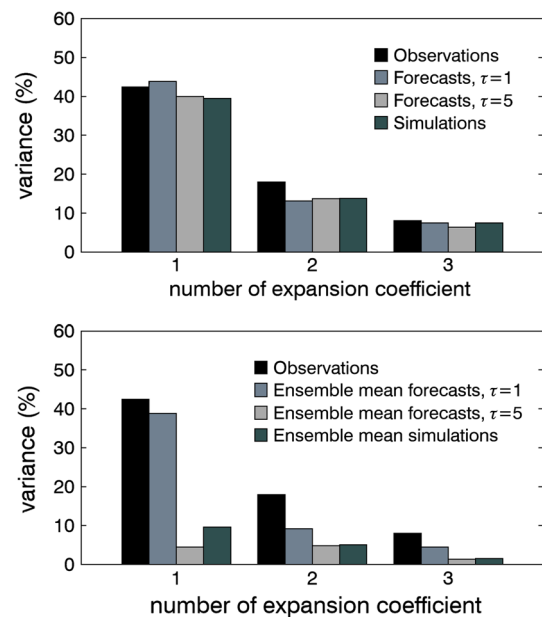 60
50
40
30
20
10
0
variance (%)
Observations
Forecasts, τ=1
Forecasts, τ=5
Simulations
1 2 3
number of expansion coefficient
60
50
40
30
20
10
0
variance (%)
Observations
Ensemble mean forecasts, τ=1
Ensemble mean forecasts, τ=5
Ensemble mean simulations
1 2 3
number of expansion coefficient